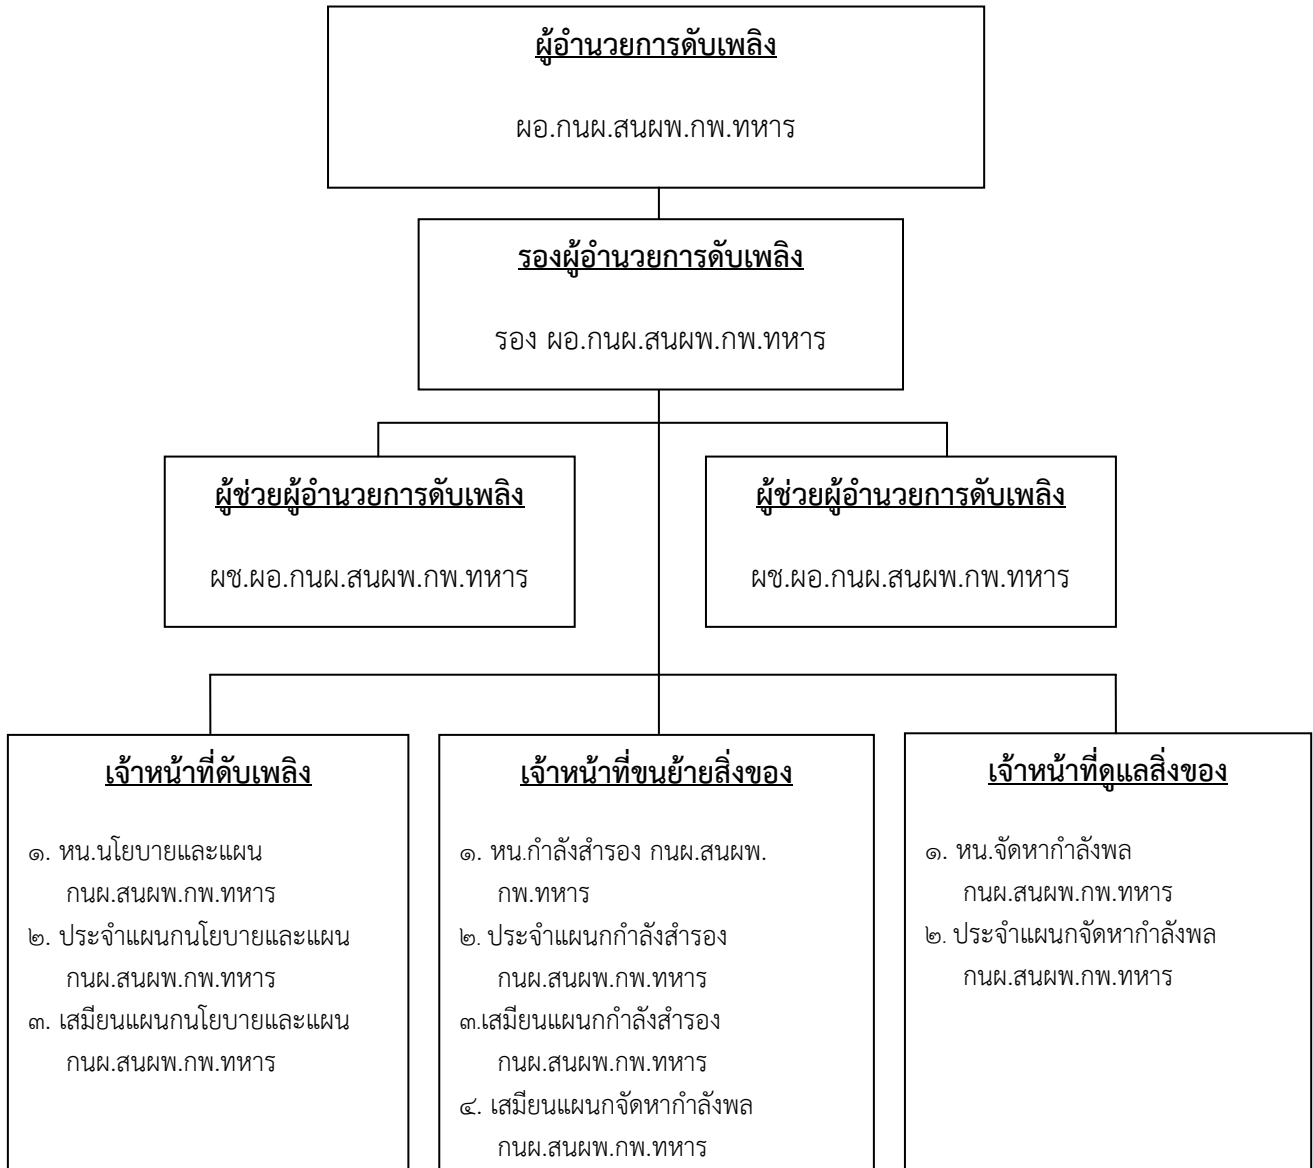 ผู้อำนวยการดับเพลิง
ผอ.กนผ.สนผพ.กพ.ทหาร
รองผู้อำนวยการดับเพลิง
รอง ผอ.กนผ.สนผพ.กพ.ทหาร
ผู้ช่วยผู้อำนวยการดับเพลิง
ผช.ผอ.กนผ.สนผพ.กพ.ทหาร
ผู้ช่วยผู้อำนวยการดับเพลิง
ผช.ผอ.กนผ.สนผพ.กพ.ทหาร
เจ้าหน้าที่ดับเพลิง
๑. หน.นโยบายและแผน
กนผ.สนผพ.กพ.ทหาร
๒. ประจำแผนกนโยบายและแผน
กนผ.สนผพ.กพ.ทหาร
๓. เสมียนแผนกนโยบายและแผน
กนผ.สนผพ.กพ.ทหาร
เจ้าหน้าที่ขนย้ายสิ่งของ
๑. หน.กำลังสำรอง กนผ.สนผพ.
กพ.ทหาร
๒. ประจำแผนกกำลังสำรอง
กนผ.สนผพ.กพ.ทหาร
๓.เสมียนแผนกกำลังสำรอง
กนผ.สนผพ.กพ.ทหาร
๔. เสมียนแผนกจัดหากำลังพล
กนผ.สนผพ.กพ.ทหาร
เจ้าหน้าที่ดูแลสิ่งของ
๑. หน.จัดหากำลังพล
กนผ.สนผพ.กพ.ทหาร
๒. ประจำแผนกจัดหากำลังพล
กนผ.สนผพ.กพ.ทหาร